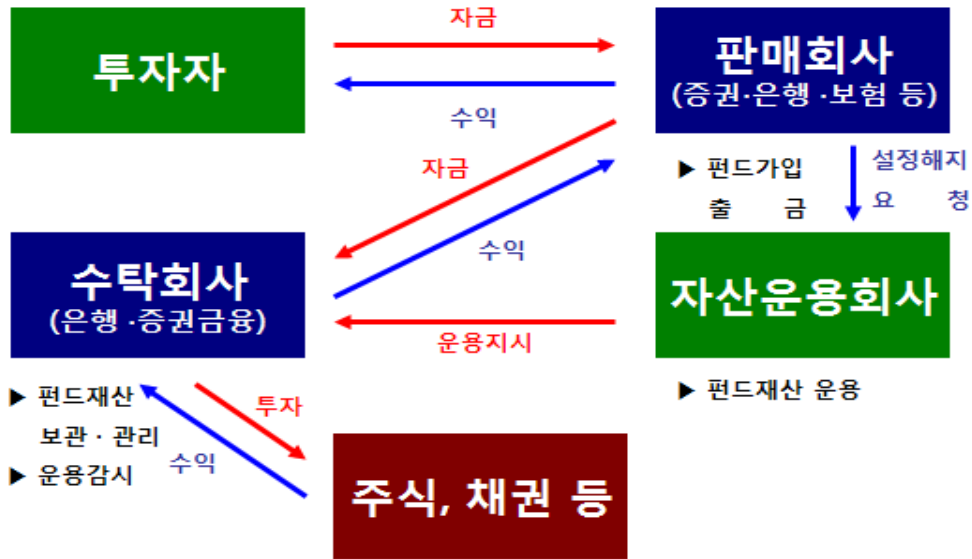 자금
투자자
판매회사
(증권·은행 ·보험 등)
수익
자금
▶ 펀드가입
출 금
설정해지
요 청
수익
수탁회사
(은행 ·증권금융)
자산운용회사
운용지시
▶ 펀드재산
보관 · 관리
▶ 운용감시
투자
수익
▶ 펀드재산 운용
주식, 채권 등